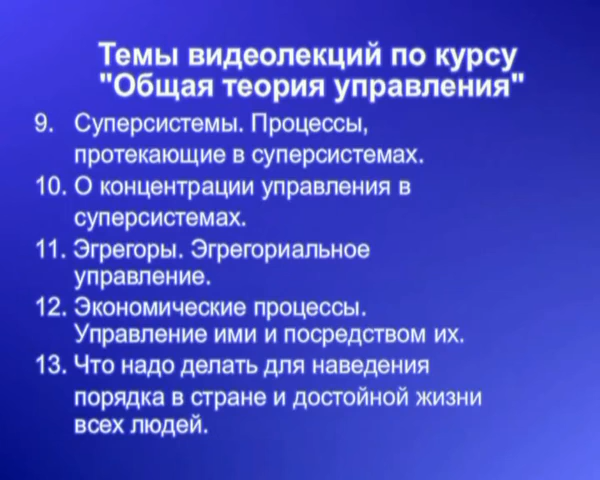 Темы видеолекций по курсу
"Общая теория управления"
9. Суперсистемы. Процессы,
протекающие в суперсистемах.
10. О концентрации управления в
суперсистемах.
11. Эгрегоры. Эгрегориальное
управление.
12. Экономические процессы.
Управление ими и посредством их.
13. Что надо делать для наведения
порядка в стране и достойной жизни
всех людей.